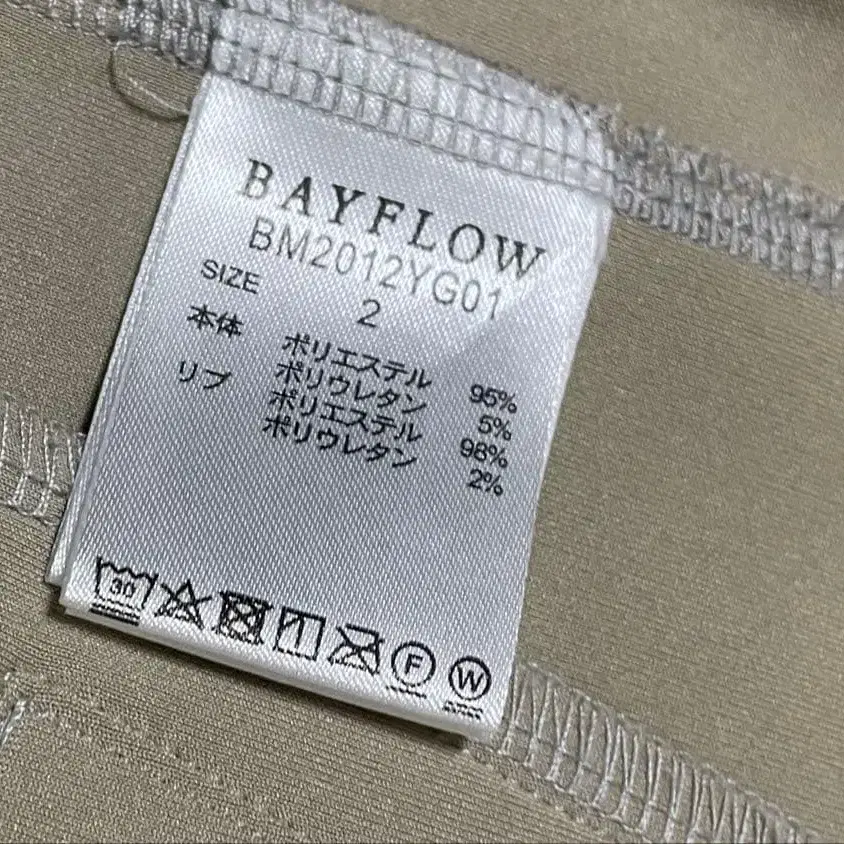 BAYFLOW
BM2012YG01
SIZE 2
本体 ポリエステル 95%
ポリウレタン 5%
リブ ポリエステル 98%
ポリウレタン 2%
30
F
W